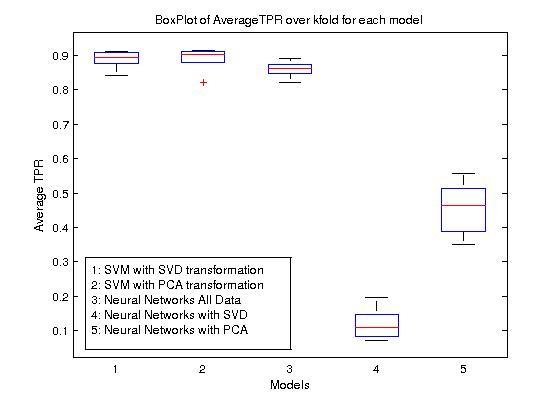 BoxPlot of AverageTPR over kfold for each model
Average TPR
0.9
0.8
0.7
0.6
0.5
0.4
0.3
0.2
0.1
1: SVM with SVD transformation
2: SVM with PCA transformation
3: Neural Networks All Data
4: Neural Networks with SVD
5: Neural Networks with PCA
1 2 3 4 5
Models